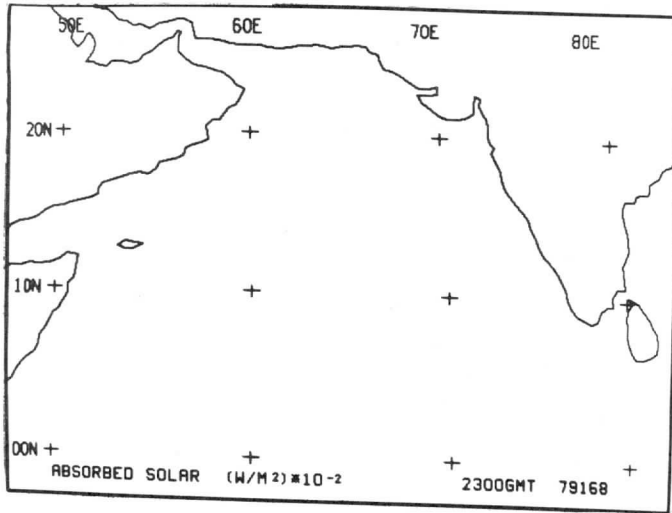 50E 60E 70E 80E
20N
10N
00N
ABSORBED SOLAR (W/M²)*10⁻² 2300GMT 79168